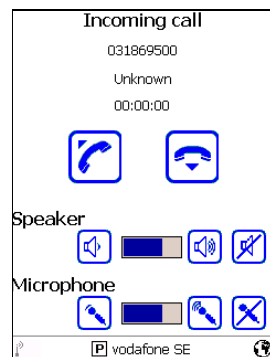 Incoming call
031869500
Unknown
00:00:00
Speaker
Microphone
P vodafone SE